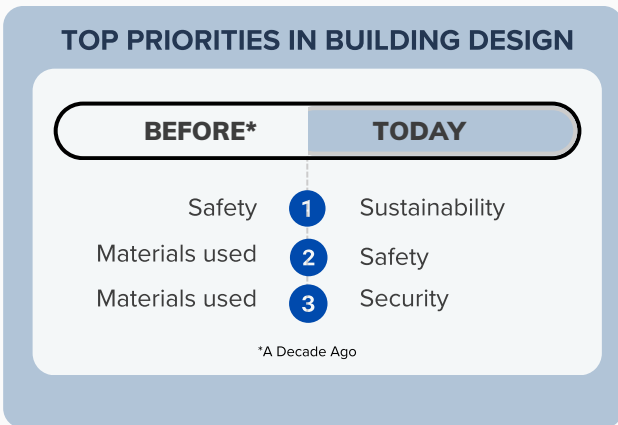 TOP PRIORITIES IN BUILDING DESIGN
BEFORE* TODAY
Safety 1 Sustainability
Materials used 2 Safety
Materials used 3 Security
*A Decade Ago